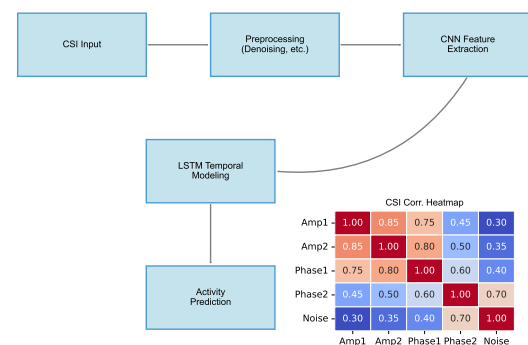 CSI Input
Preprocessing
(Denoising, etc.)
CNN Feature
Extraction
LSTM Temporal
Modeling
Activity
Prediction
CSI Corr. Heatmap
Amp1 1.00 0.85 0.75 0.45 0.30
Amp2 0.85 1.00 0.80 0.50 0.35
Phase1 0.75 0.80 1.00 0.60 0.40
Phase2 0.45 0.50 0.60 1.00 0.70
Noise 0.30 0.35 0.40 0.70 1.00
Amp1 Amp2 Phase1 Phase2 Noise